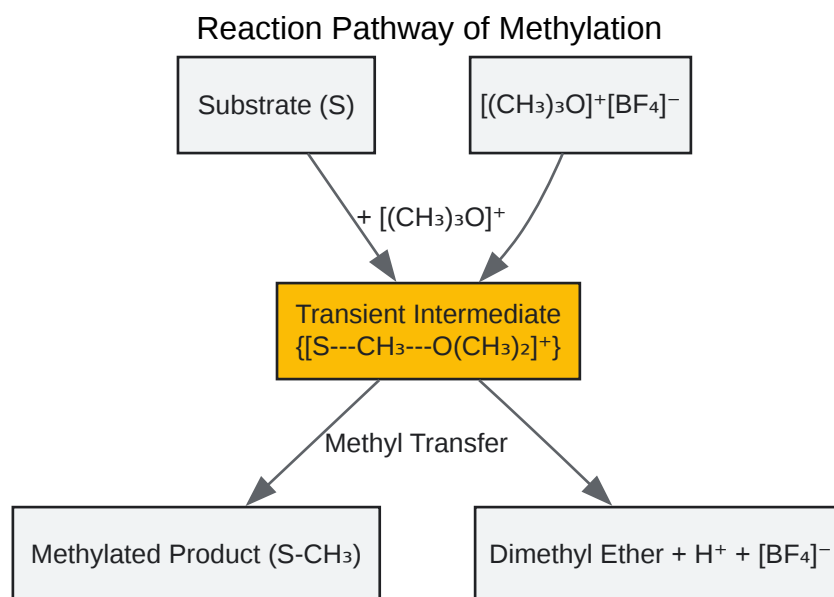 Reaction Pathway of Methylation
Substrate (S)
[(CH₃)₃O]⁺[BF₄]⁻
+ [(CH₃)₃O]⁺
Transient Intermediate
{[S---CH₃---O(CH₃)₂]⁺}
Methyl Transfer
Methylated Product (S-CH₃)
Dimethyl Ether + H⁺ + [BF₄]⁻